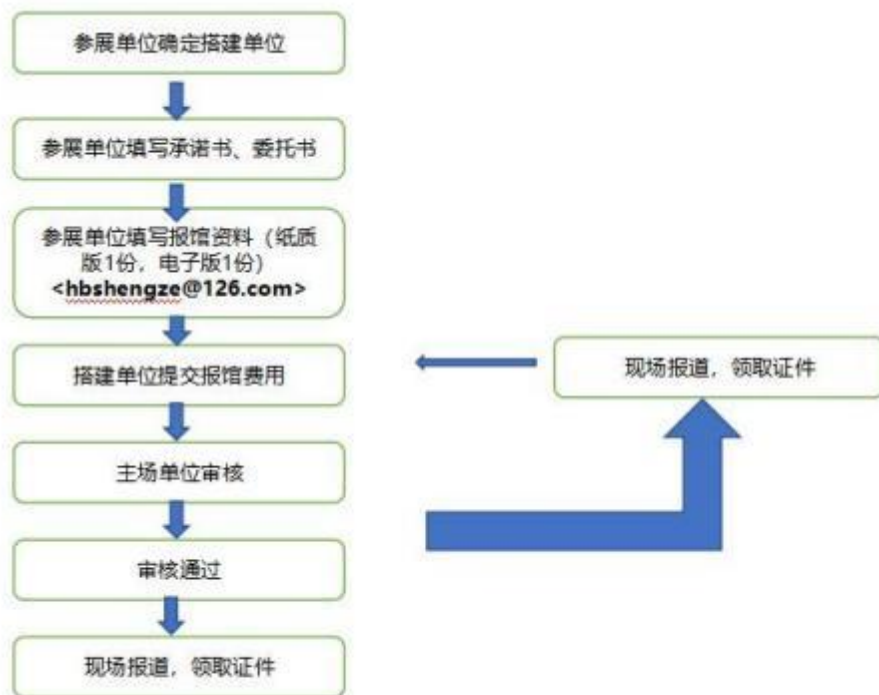 参展单位确定搭建单位
参展单位填写承诺书、委托书
参展单位填写报馆资料（纸质
版1份，电子版1份）
<hbshengze@126.com>
搭建单位提交报馆费用
现场报道，领取证件
主场单位审核
审核通过
现场报道，领取证件